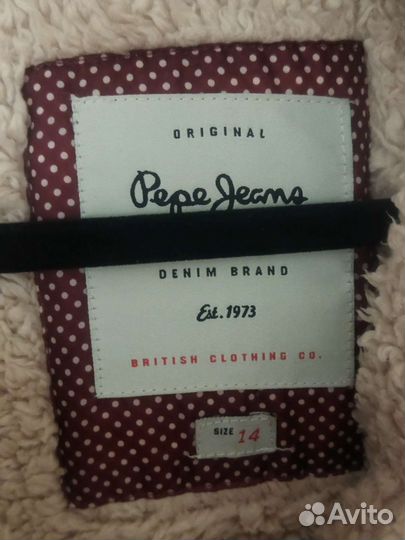 ORIGINAL
Pepe Jeans
DENIM BRAND
Est. 1973
BRITISH CLOTHING CO.
SIZE 14
Avito